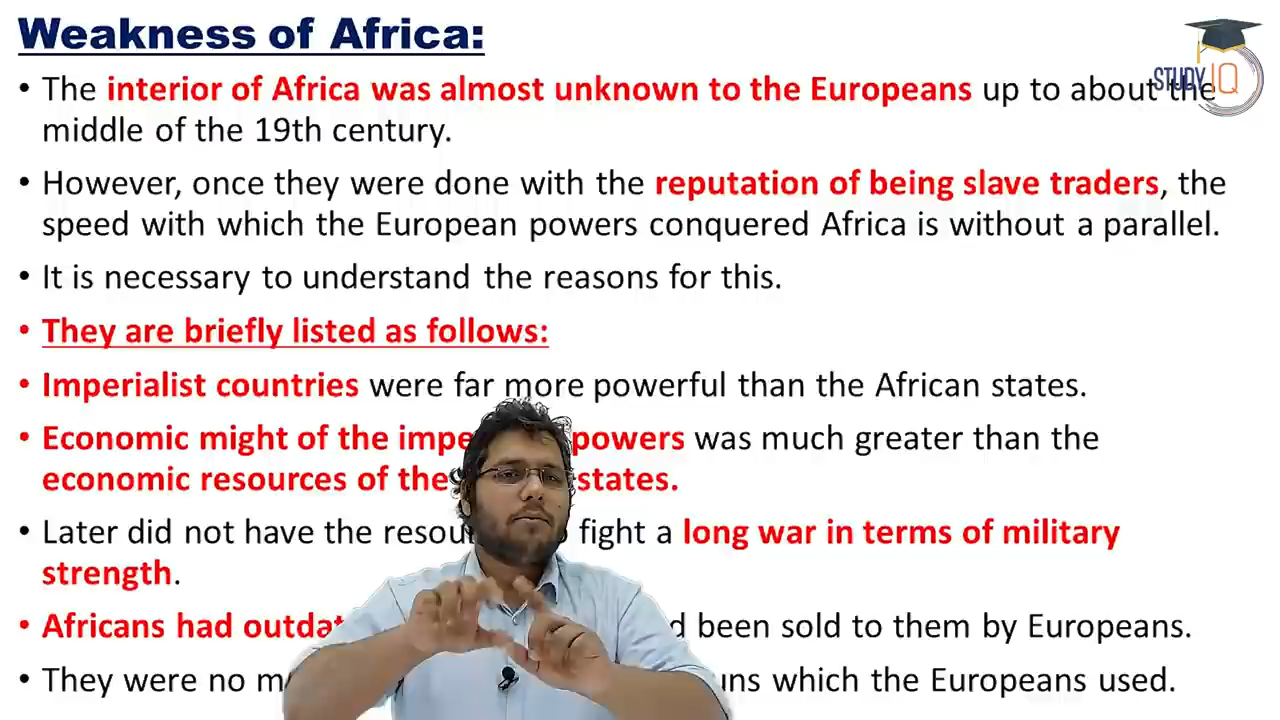 Weakness of Africa:
STUDY IQ
• The interior of Africa was almost unknown to the Europeans up to about the
middle of the 19th century.
• However, once they were done with the reputation of being slave traders, the
speed with which the European powers conquered Africa is without a parallel.
• It is necessary to understand the reasons for this.
• They are briefly listed as follows:
• Imperialist countries were far more powerful than the African states.
• Economic might of the powers was much greater than the
economic resources of the states.
• Later did not have the fight a long war in terms of military
strength.
• Africans had been sold to them by Europeans.
• They were no which the Europeans used.